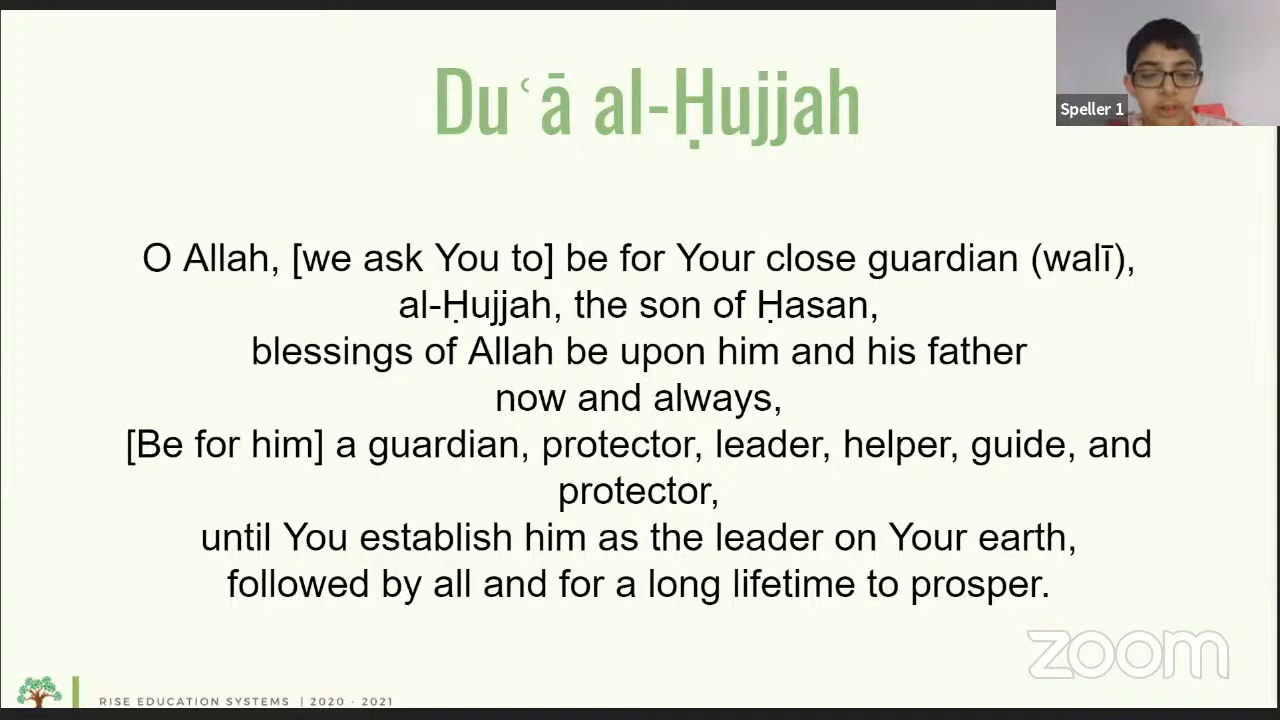 Duʿā al-Ḥujjah
Speller 1
O Allah, [we ask You to] be for Your close guardian (walī),
al-Ḥujjah, the son of Ḥasan,
blessings of Allah be upon him and his father
now and always,
[Be for him] a guardian, protector, leader, helper, guide, and
protector,
until You establish him as the leader on Your earth,
followed by all and for a long lifetime to prosper.
zoom
RISE EDUCATION SYSTEMS | 2020 - 2021